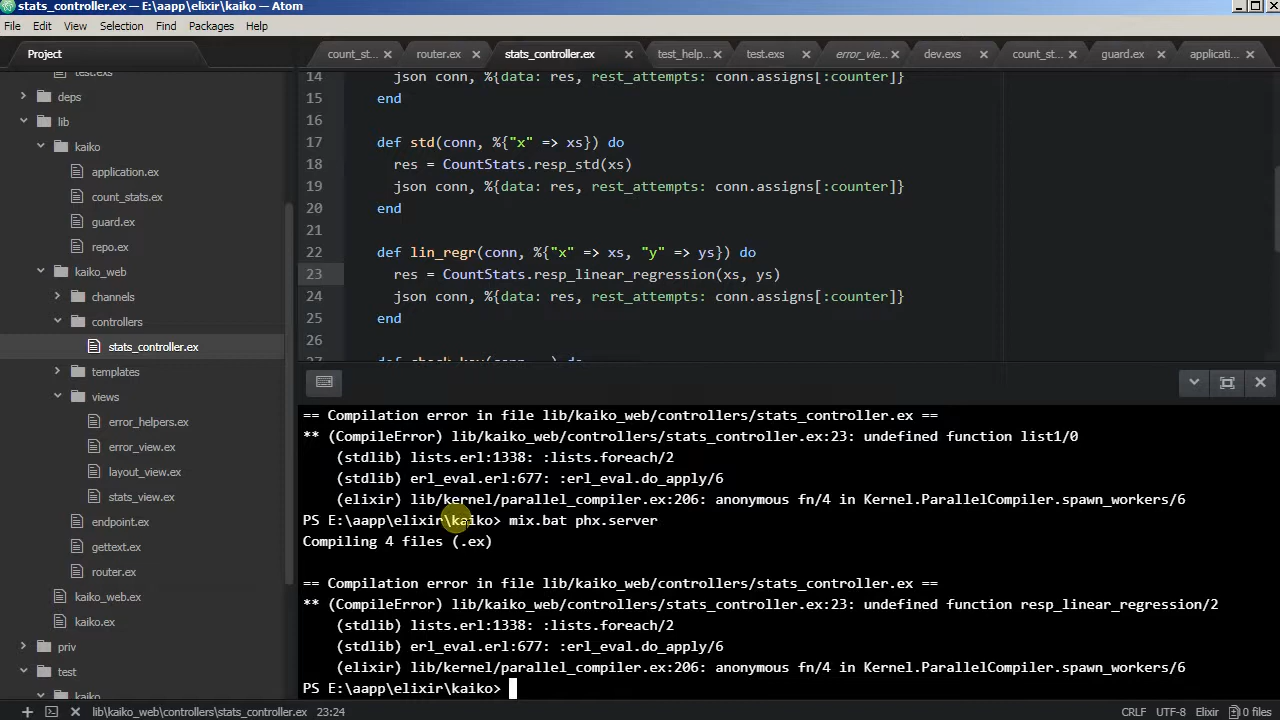 stats_controller.ex — E:\aapp\elixir\kaiko — Atom
File Edit View Selection Find Packages Help
Project
count_st... router.ex stats_controller.ex test_help... test.exs error_vie... dev.exs count_st... guard.ex applicati...
test.exs
deps
lib
kaiko
application.ex
count_stats.ex
guard.ex
repo.ex
kaiko_web
channels
controllers
stats_controller.ex
templates
views
error_helpers.ex
error_view.ex
layout_view.ex
stats_view.ex
endpoint.ex
gettext.ex
router.ex
kaiko_web.ex
kaiko.ex
priv
test
kaiko
14 json conn, %{data: res, rest_attempts: conn.assigns[:counter]}
15 end
16
17 def std(conn, %{"x" => xs}) do
18 res = CountStats.resp_std(xs)
19 json conn, %{data: res, rest_attempts: conn.assigns[:counter]}
20 end
21
22 def lin_regr(conn, %{"x" => xs, "y" => ys}) do
23 res = CountStats.resp_linear_regression(xs, ys)
24 json conn, %{data: res, rest_attempts: conn.assigns[:counter]}
25 end
26
27 def check_key(conn, _) do
== Compilation error in file lib/kaiko_web/controllers/stats_controller.ex ==
** (CompileError) lib/kaiko_web/controllers/stats_controller.ex:23: undefined function list1/0
(stdlib) lists.erl:1338: :lists.foreach/2
(stdlib) erl_eval.erl:677: :erl_eval.do_apply/6
(elixir) lib/kernel/parallel_compiler.ex:206: anonymous fn/4 in Kernel.ParallelCompiler.spawn_workers/6
PS E:\aapp\elixir\kaiko> mix.bat phx.server
Compiling 4 files (.ex)
== Compilation error in file lib/kaiko_web/controllers/stats_controller.ex ==
** (CompileError) lib/kaiko_web/controllers/stats_controller.ex:23: undefined function resp_linear_regression/2
(stdlib) lists.erl:1338: :lists.foreach/2
(stdlib) erl_eval.erl:677: :erl_eval.do_apply/6
(elixir) lib/kernel/parallel_compiler.ex:206: anonymous fn/4 in Kernel.ParallelCompiler.spawn_workers/6
PS E:\aapp\elixir\kaiko>
lib\kaiko_web\controllers\stats_controller.ex 23:24 CRLF UTF-8 Elixir 0 files